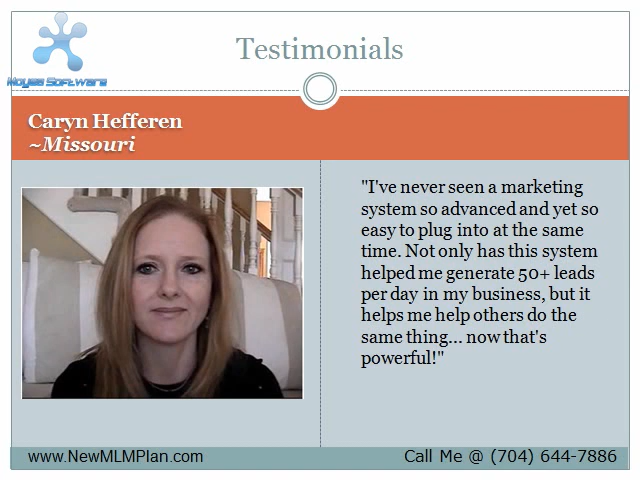 Testimonials
Noyes Software
Caryn Hefferen
~Missouri
"I've never seen a marketing
system so advanced and yet so
easy to plug into at the same
time. Not only has this system
helped me generate 50+ leads
per day in my business, but it
helps me help others do the
same thing... now that's
powerful!"
www.NewMLMPlan.com
Call Me @ (704) 644-7886